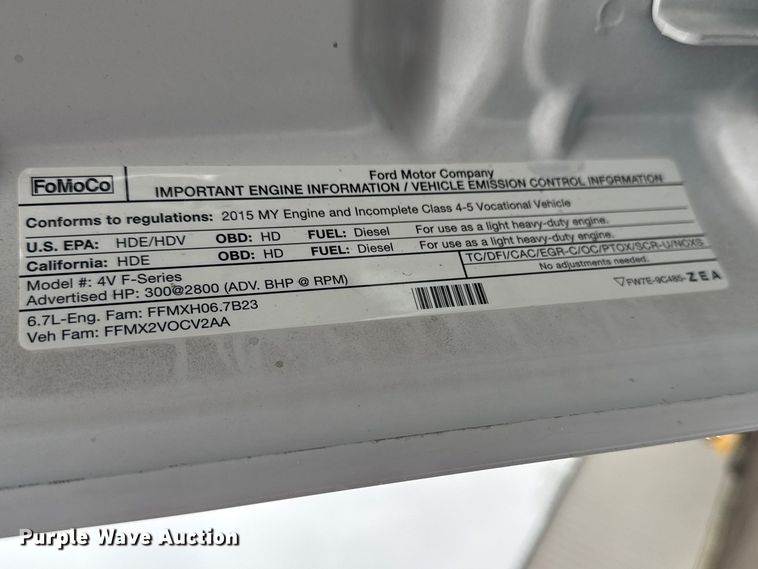 FoMoCo
Ford Motor Company
IMPORTANT ENGINE INFORMATION / VEHICLE EMISSION CONTROL INFORMATION
Conforms to regulations: 2015 MY Engine and Incomplete Class 4-5 Vocational Vehicle
U.S. EPA: HDE/HDV OBD: HD FUEL: Diesel For use as a light heavy-duty engine.
California: HDE OBD: HD FUEL: Diesel For use as a light heavy-duty engine.
Model #: 4V F-Series
TC/DFI/CAC/EGR-C/OC/PTOX/SCR-U/NOXS
Advertised HP: 300@2800 (ADV. BHP @ RPM)
No adjustments needed.
6.7L-Eng. Fam: FFMXH06.7B23
FW7E-9C485-ZEA
Veh Fam: FFMX2VOCV2AA
Purple Wave Auction